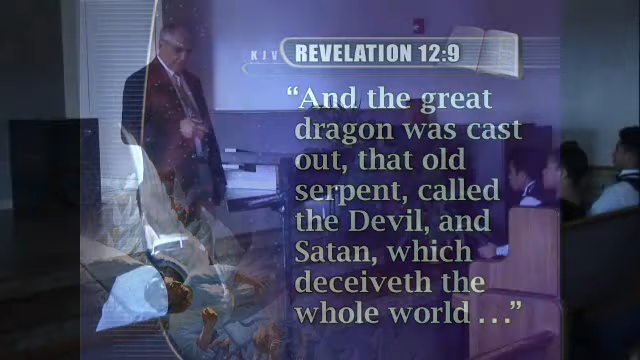 KJV REVELATION 12:9
“And the great
dragon was cast
out, that old
serpent, called
the Devil, and
Satan, which
deceiveth the
whole world . . .”